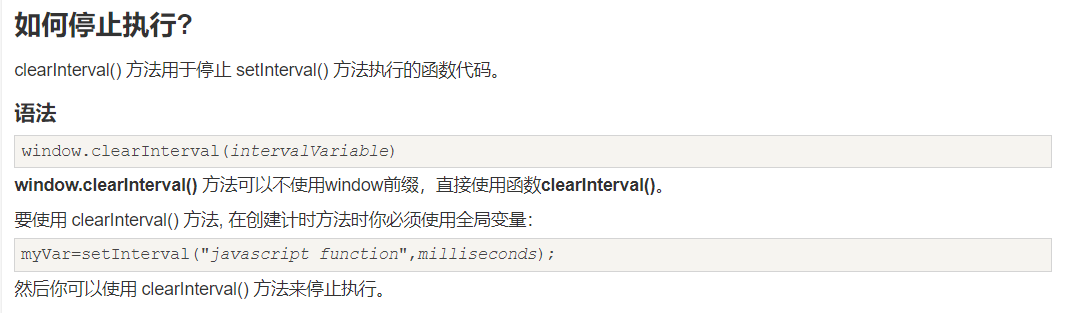 如何停止执行?
clearInterval() 方法用于停止 setInterval() 方法执行的函数代码。
语法
window.clearInterval(intervalVariable)
window.clearInterval() 方法可以不使用window前缀，直接使用函数clearInterval()。
要使用 clearInterval() 方法, 在创建计时方法时你必须使用全局变量：
myVar=setInterval("javascript function",milliseconds);
然后你可以使用 clearInterval() 方法来停止执行。